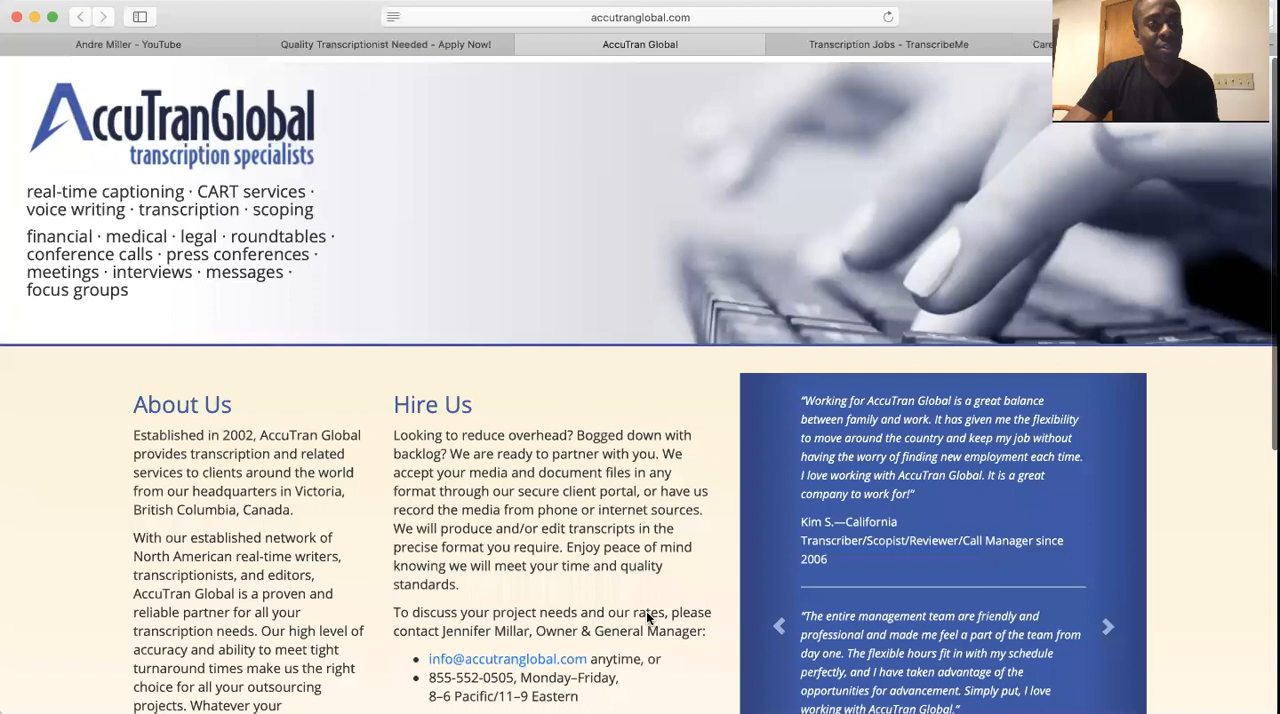 accutranglobal.com
Andre Miller - YouTube
Quality Transcriptionist Needed - Apply Now!
AccuTran Global
Transcription Jobs - TranscribeMe
AccuTranGlobal
transcription specialists
real-time captioning · CART services ·
voice writing · transcription · scoping
financial · medical · legal · roundtables ·
conference calls · press conferences ·
meetings · interviews · messages ·
focus groups
About Us
Established in 2002, AccuTran Global
provides transcription and related
services to clients around the world
from our headquarters in Victoria,
British Columbia, Canada.
With our established network of
North American real-time writers,
transcriptionists, and editors,
AccuTran Global is a proven and
reliable partner for all your
transcription needs. Our high level of
accuracy and ability to meet tight
turnaround times make us the right
choice for all your outsourcing
projects. Whatever your
Hire Us
Looking to reduce overhead? Bogged down with
backlog? We are ready to partner with you. We
accept your media and document files in any
format through our secure client portal, or have us
record the media from phone or internet sources.
We will produce and/or edit transcripts in the
precise format you require. Enjoy peace of mind
knowing we will meet your time and quality
standards.
To discuss your project needs and our rates, please
contact Jennifer Millar, Owner & General Manager:
• info@accutranglobal.com anytime, or
• 855-552-0505, Monday–Friday,
8–6 Pacific/11–9 Eastern
"Working for AccuTran Global is a great balance
between family and work. It has given me the flexibility
to move around the country and keep my job without
having the worry of finding new employment each time.
I love working with AccuTran Global. It is a great
company to work for!"
Kim S.—California
Transcriber/Scopist/Reviewer/Call Manager since
2006
"The entire management team are friendly and
professional and made me feel a part of the team from
day one. The flexible hours fit in with my schedule
perfectly, and I have taken advantage of the
opportunities for advancement. Simply put, I love
working with AccuTran Global."